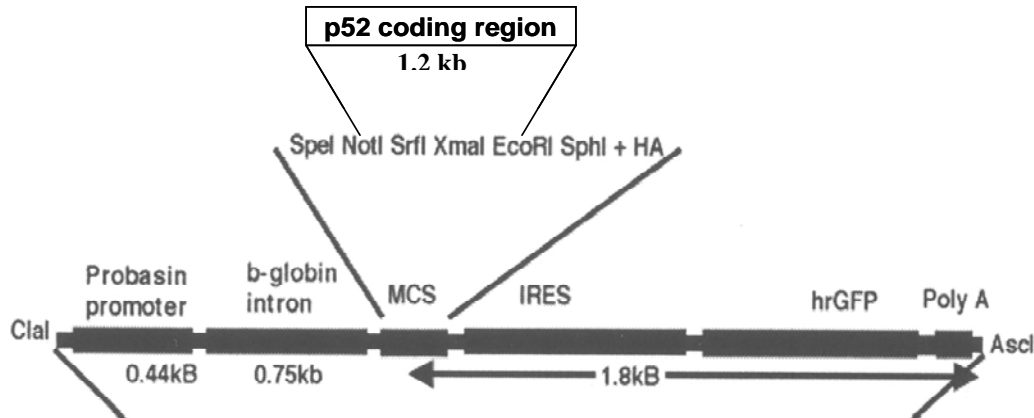 p52 coding region
1.2 kb
SpeI NotI SrfI XmaI EcoRI SphI + HA
Probasin promoter
b-globin intron
MCS
IRES
hrGFP
Poly A
ClaI
AscI
0.44kB
0.75kb
1.8kB